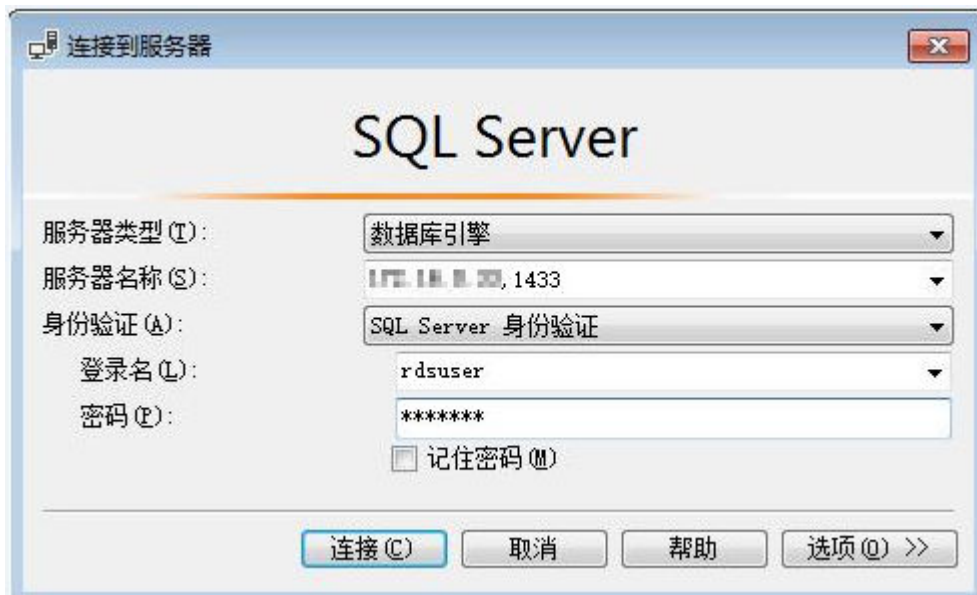 连接到服务器
SQL Server
服务器类型(T): 数据库引擎
服务器名称(S): ,1433
身份验证(A): SQL Server 身份验证
登录名(L): rdsuser
密码(P): *******
记住密码(M)
连接(C) 取消 帮助 选项(O) >>